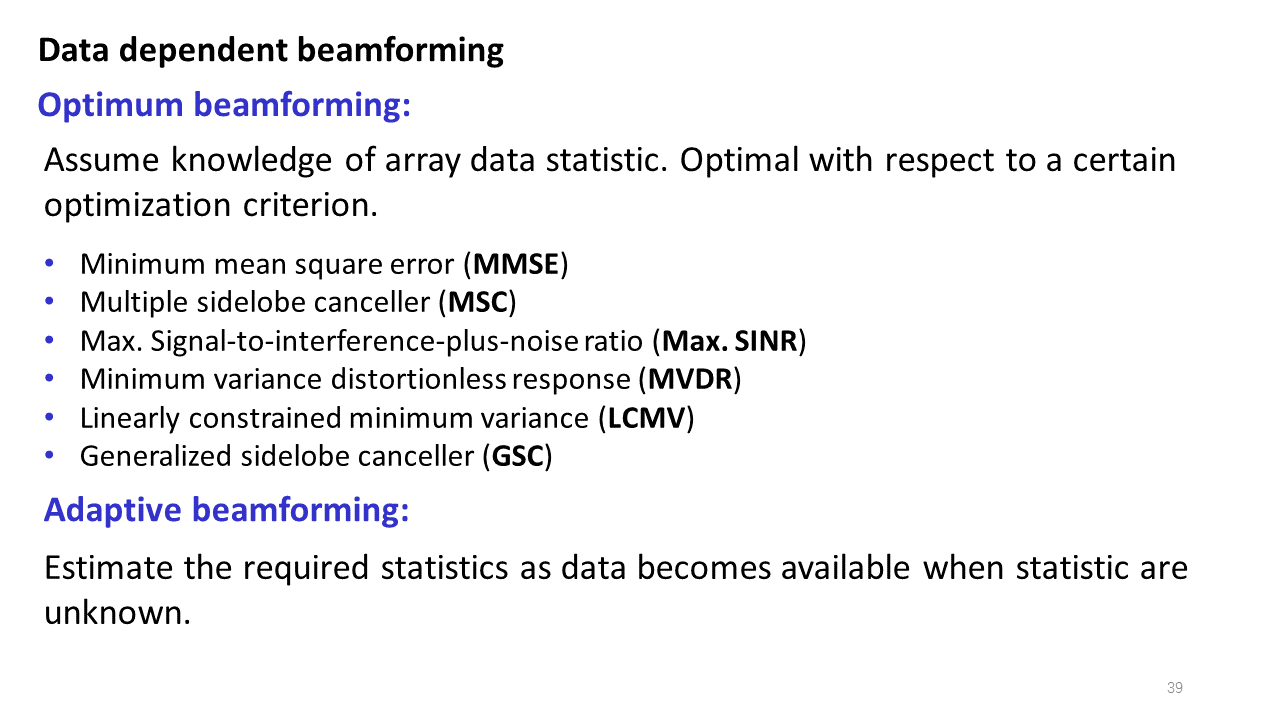 Data dependent beamforming
Optimum beamforming:
Assume knowledge of array data statistic. Optimal with respect to a certain
optimization criterion.
• Minimum mean square error (MMSE)
• Multiple sidelobe canceller (MSC)
• Max. Signal-to-interference-plus-noise ratio (Max. SINR)
• Minimum variance distortionless response (MVDR)
• Linearly constrained minimum variance (LCMV)
• Generalized sidelobe canceller (GSC)
Adaptive beamforming:
Estimate the required statistics as data becomes available when statistic are
unknown.
39